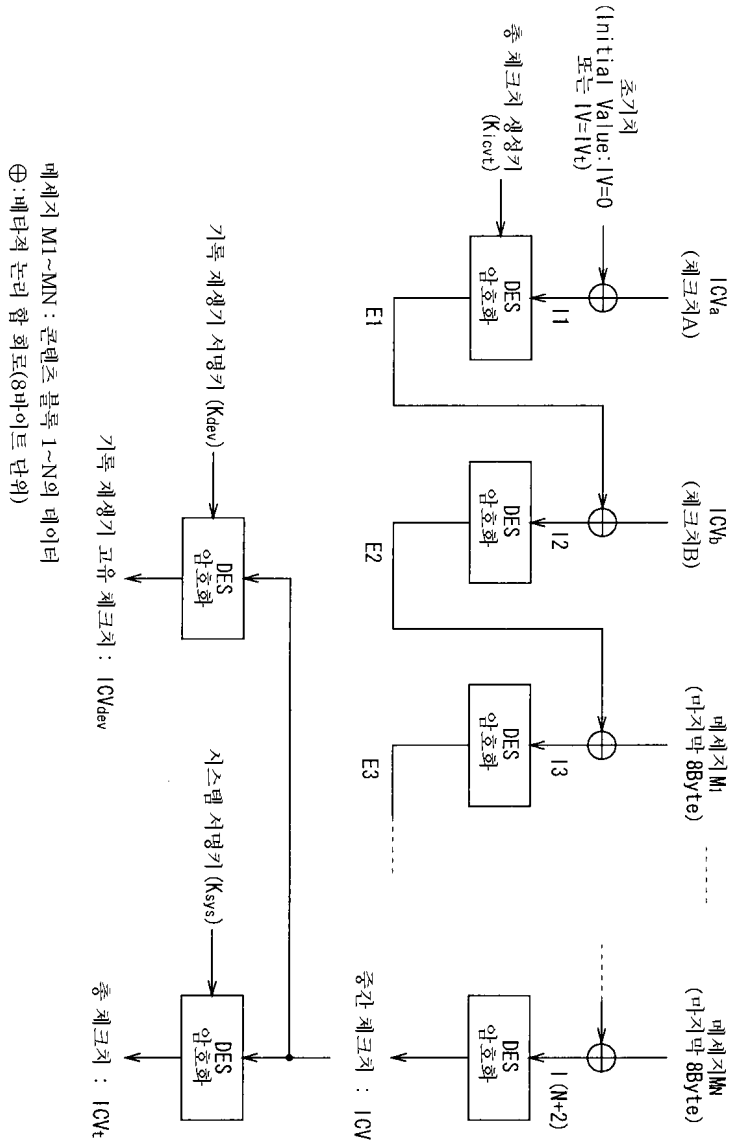 ICVa
(체크치A)
ICVb
(체크치B)
메세지M1
(마지막 8Byte)
메세지MN
(마지막 8Byte)
초기치
(Initial Value:IV=0
또는 IV=IVt)
I1
I2
I3
I(N+2)
총 체크치 생성키
(Kicvt)
DES
암호화
DES
암호화
DES
암호화
DES
암호화
E1
E2
E3
중간 체크치 : ICV
기록 재생기 서명키(Kdev)
시스템 서명키(Ksys)
DES
암호화
DES
암호화
기록 재생기 고유 체크치 : ICVdev
총 체크치 : ICVt
메세지 M1~MN : 콘텐츠 블록 1~N의 데이터
⊕:배타적 논리 합 회로(8바이트 단위)